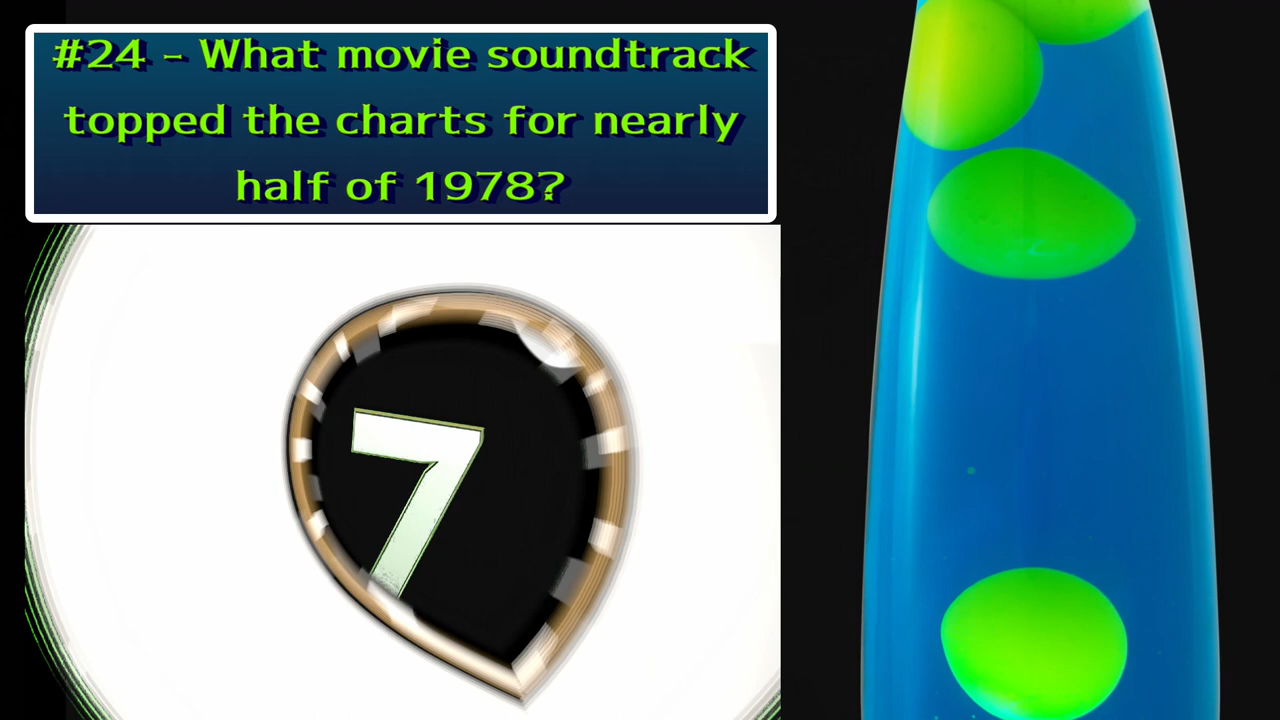 #24 - What movie soundtrack
topped the charts for nearly
half of 1978?
7